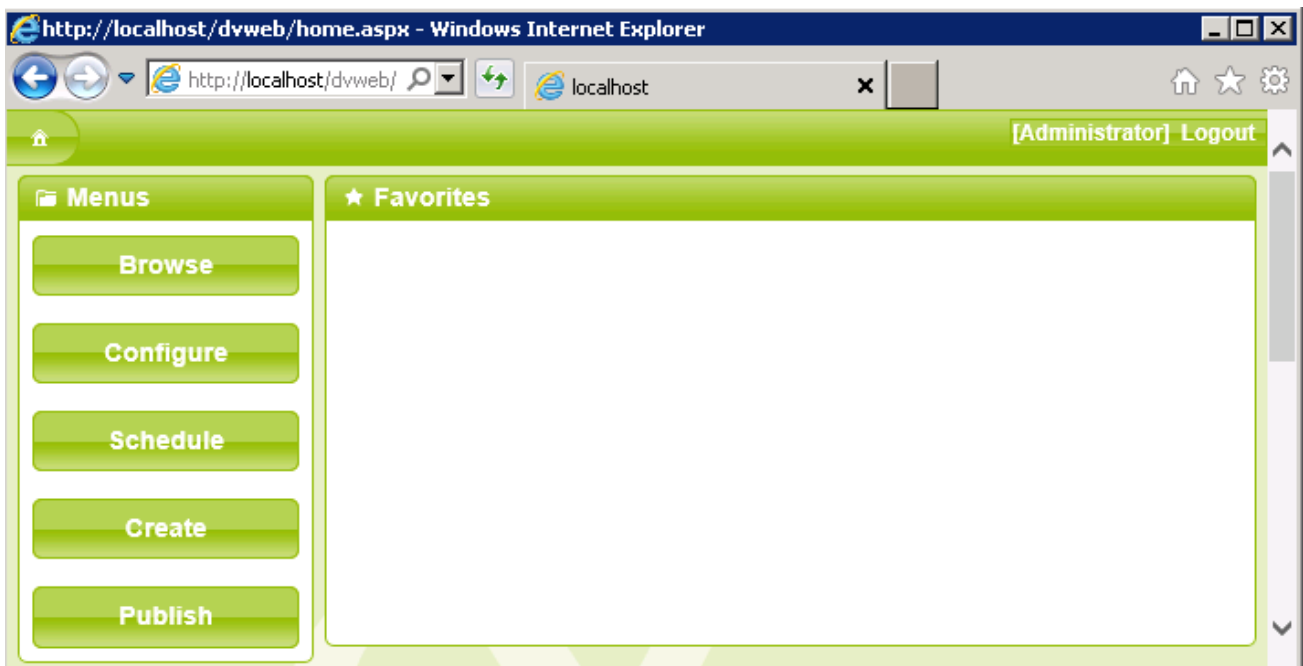 http://localhost/dvweb/home.aspx - Windows Internet Explorer
http://localhost/dvweb/
localhost
[Administrator] Logout
Menus
Favorites
Browse
Configure
Schedule
Create
Publish